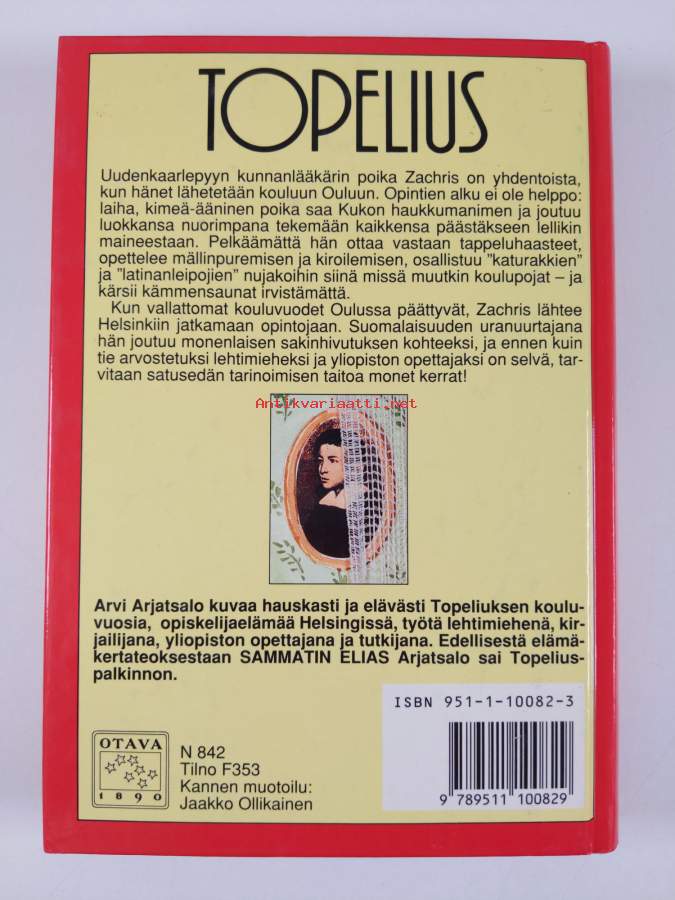 TOPELIUS
Uudenkaarlepyyn kunnanlääkärin poika Zachris on yhdentoista,
kun hänet lähetetään kouluun Ouluun. Opintien alku ei ole helppo:
laiha, kimeä-ääninen poika saa Kukon haukkumanimen ja joutuu
luokkansa nuorimpana tekemään kaikkensa päästäkseen lellikin
maineestaan. Pelkäämättä hän ottaa vastaan tappeluhaasteet,
opettelee mällinpuremisen ja kiroilemisen, osallistuu "katurakkien"
ja "latinanleipojien" nujakoihin siinä missä muutkin koulupojat – ja
kärsii kämmensaunat irvistämättä.
Kun vallattomat kouluvuodet Oulussa päättyvät, Zachris lähtee
Helsinkiin jatkamaan opintojaan. Suomalaisuuden uranuurtajana
hän joutuu monenlaisen sakinhivutuksen kohteeksi, ja ennen kuin
tie arvostetuksi lehtimieheksi ja yliopiston opettajaksi on selvä, tar-
vitaan satusedän tarinoimisen taitoa monet kerrat!
Antikvariaatti.net
Arvi Arjatsalo kuvaa hauskasti ja elävästi Topeliuksen koulu-
vuosia, opiskelijaelämää Helsingissä, työtä lehtimiehenä, kir-
jailijana, yliopiston opettajana ja tutkijana. Edellisestä elämä-
kertateoksestaan SAMMATIN ELIAS Arjatsalo sai Topelius-
palkinnon.
ISBN 951-1-10082-3
OTAVA
1890
N 842
Tilno F353
Kannen muotoilu:
Jaakko Ollikainen
9 789511 100829